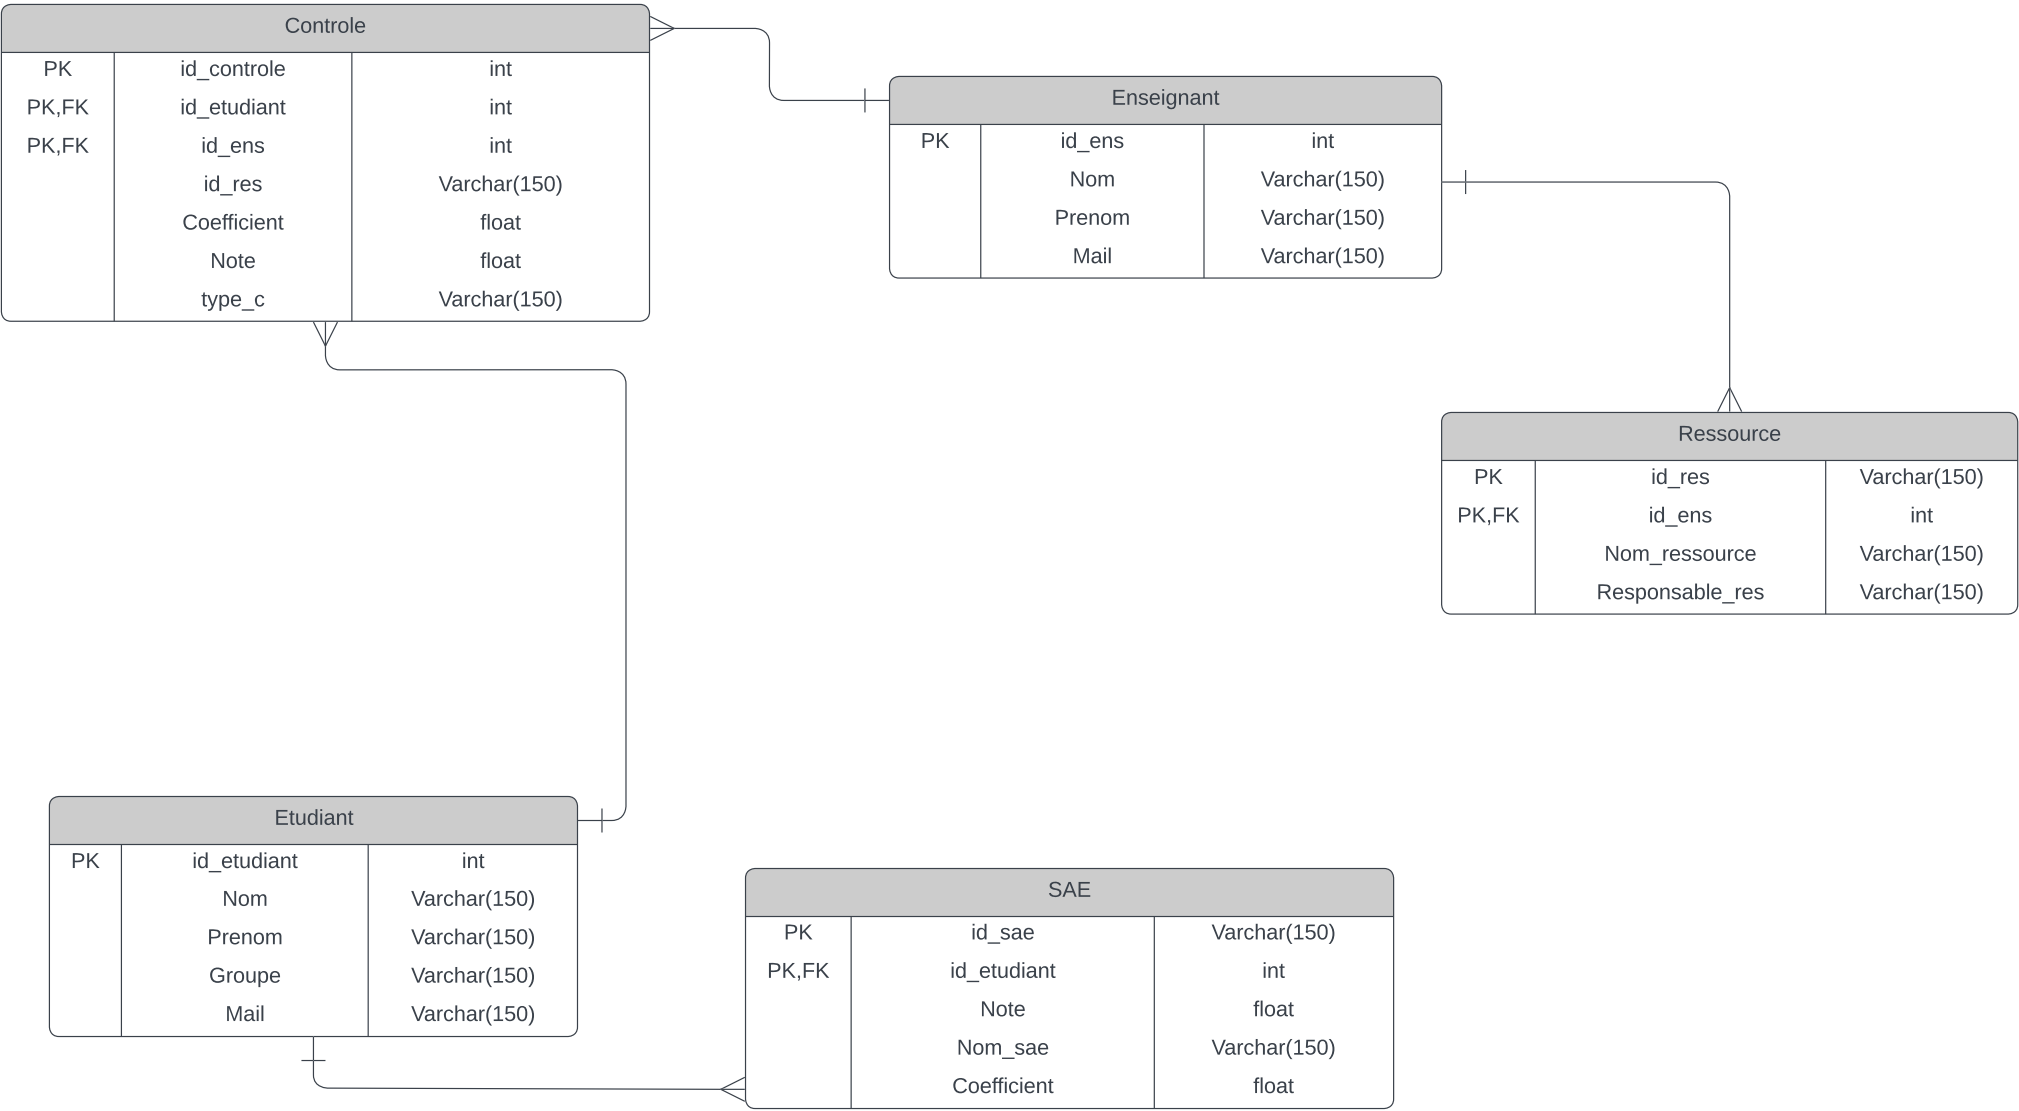 Controle
PK id_controle int
PK,FK id_etudiant int
PK,FK id_ens int
id_res Varchar(150)
Coefficient float
Note float
type_c Varchar(150)
Enseignant
PK id_ens int
Nom Varchar(150)
Prenom Varchar(150)
Mail Varchar(150)
Ressource
PK id_res Varchar(150)
PK,FK id_ens int
Nom_ressource Varchar(150)
Responsable_res Varchar(150)
Etudiant
PK id_etudiant int
Nom Varchar(150)
Prenom Varchar(150)
Groupe Varchar(150)
Mail Varchar(150)
SAE
PK id_sae Varchar(150)
PK,FK id_etudiant int
Note float
Nom_sae Varchar(150)
Coefficient float